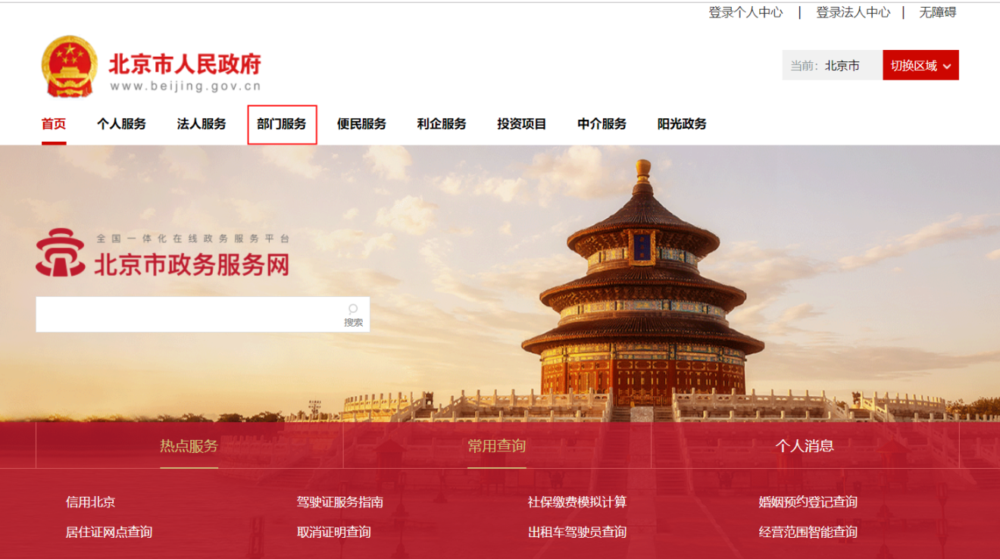 登录个人中心 | 登录法人中心 | 无障碍
北京市人民政府
www.beijing.gov.cn
当前：北京市 切换区域
首页 个人服务 法人服务 部门服务 便民服务 利企服务 投资项目 中介服务 阳光政务
全国一体化在线政务服务平台
北京市政务服务网
搜索
热点服务 常用查询 个人消息
信用北京 驾驶证服务指南 社保缴费模拟计算 婚姻预约登记查询
居住证网点查询 取消证明查询 出租车驾驶员查询 经营范围智能查询